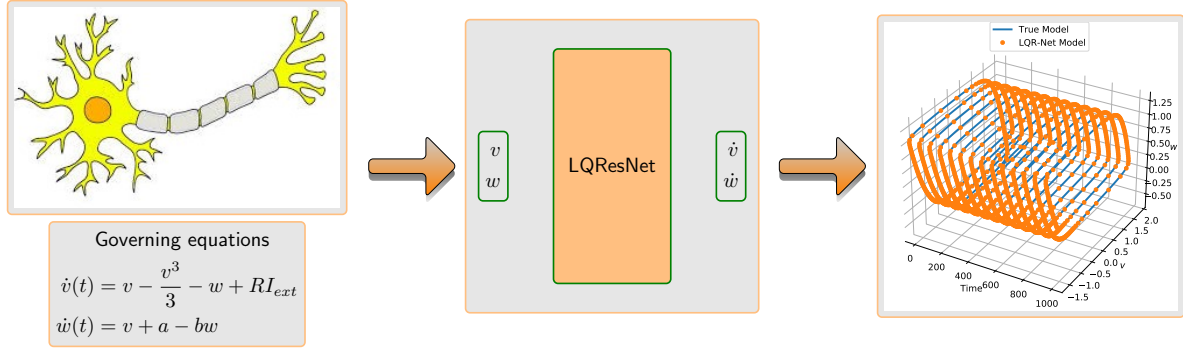 Governing equations
v̇(t) = v − v³/3 − w + RI_ext
ẇ(t) = v + a − bw
v
w
LQResNet
v̇
ẇ
True Model
LQR-Net Model
1.25
1.00
0.75
0.50
0.25
0.00
−0.25
−0.50
w
2.0
1.5
1.0
0.5
0.0
−0.5
−1.0
−1.5
v
0
200
400
600
800
1000
Time